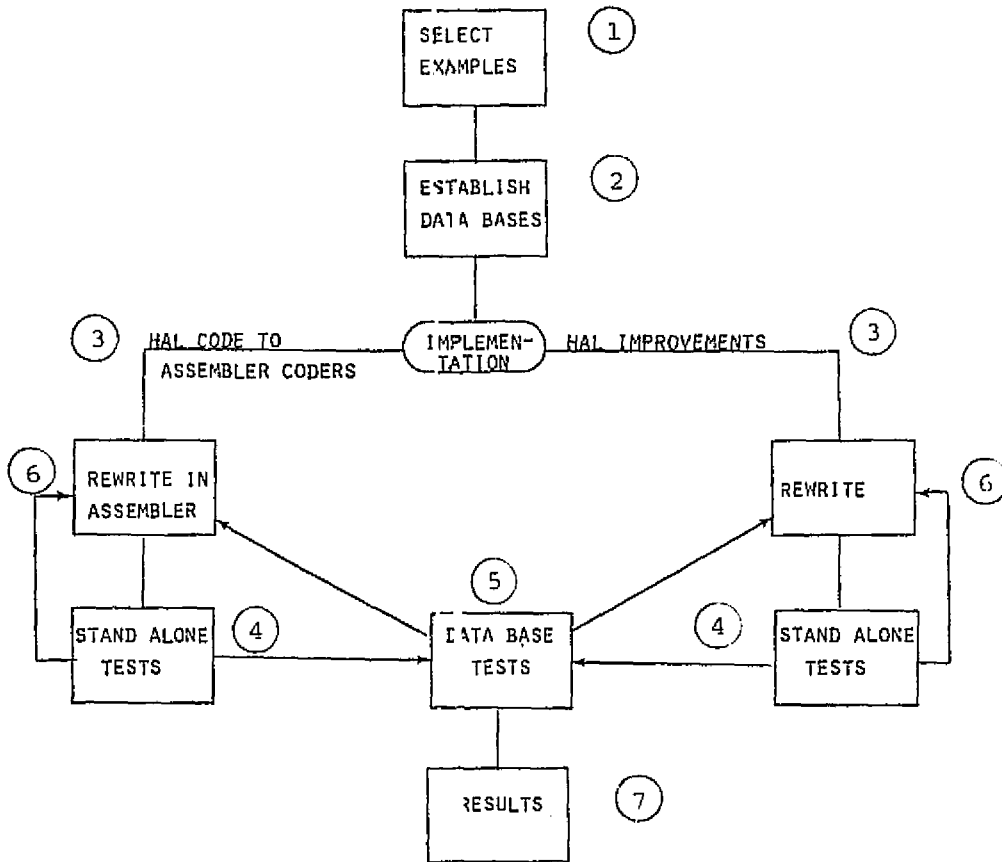 SELECT
EXAMPLES
1
ESTABLISH
DATA BASES
2
3
HAL CODE TO
ASSEMBLER CODERS
IMPLEMEN-
TATION
HAL IMPROVEMENTS
3
6
REWRITE IN
ASSEMBLER
REWRITE
6
5
STAND ALONE
TESTS
4
DATA BASE
TESTS
4
STAND ALONE
TESTS
RESULTS
7